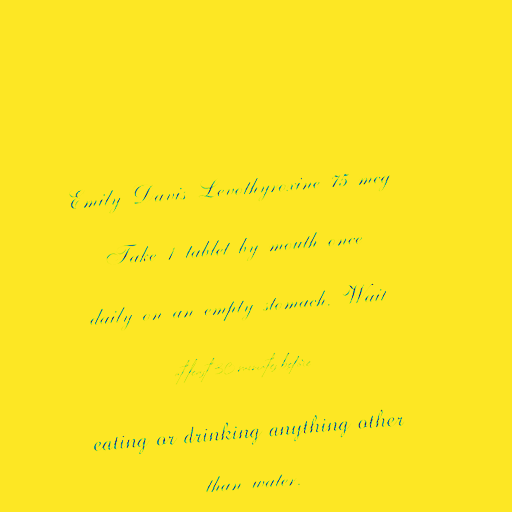 Emily Davis Levothyroxine 75 mcg
Take 1 tablet by mouth once
daily on an empty stomach. Wait
eating or drinking anything other
than water.